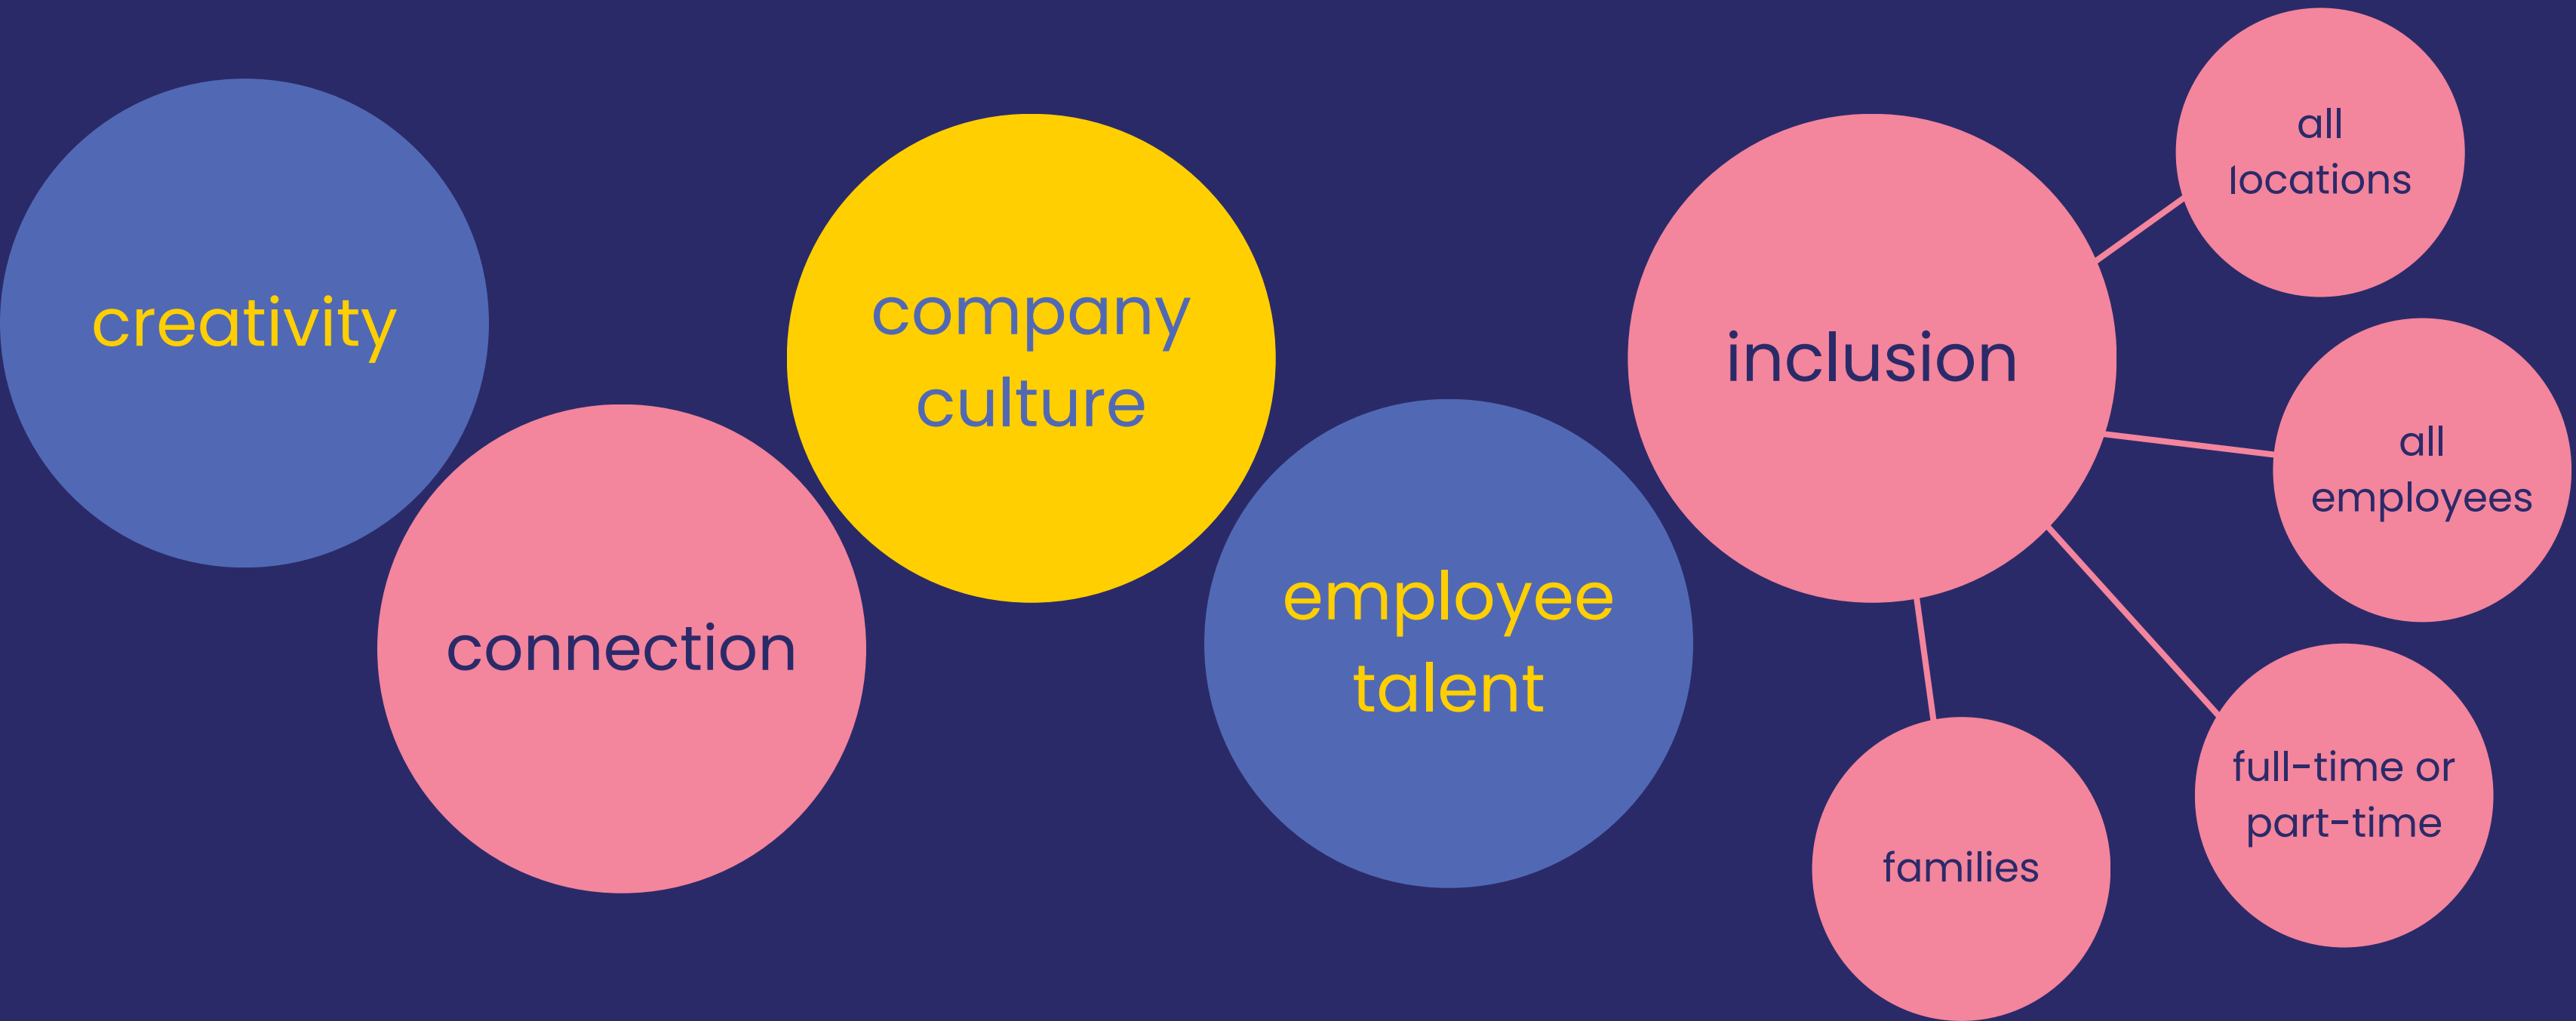 creativity
connection
company
culture
employee
talent
inclusion
all
locations
all
employees
full-time or
part-time
families